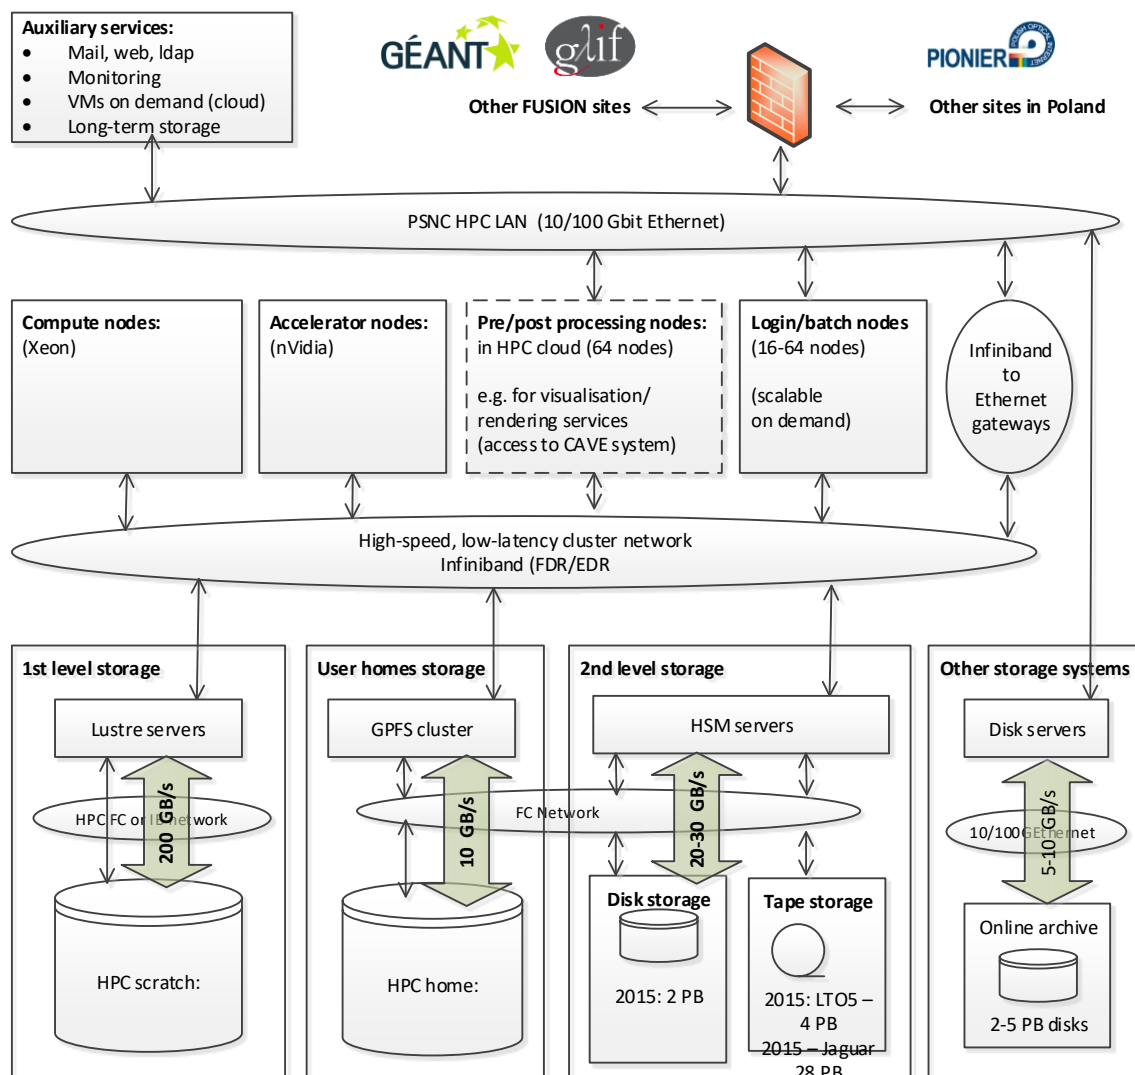 Auxiliary services:
• Mail, web, ldap
• Monitoring
• VMs on demand (cloud)
• Long-term storage
GÉANT
glif
PIONIER
POLISH OPTICAL INTERNET
Other FUSION sites
Other sites in Poland
PSNC HPC LAN (10/100 Gbit Ethernet)
Compute nodes:
(Xeon)
Accelerator nodes:
(nVidia)
Pre/post processing nodes:
in HPC cloud (64 nodes)
e.g. for visualisation/
rendering services
(access to CAVE system)
Login/batch nodes
(16-64 nodes)
(scalable
on demand)
Infiniband
to
Ethernet
gateways
High-speed, low-latency cluster network
Infiniband (FDR/EDR
1st level storage
Lustre servers
HPC FC or IB network
200 GB/s
HPC scratch:
User homes storage
GPFS cluster
10 GB/s
HPC home:
2nd level storage
HSM servers
FC Network
20-30 GB/s
Disk storage
2015: 2 PB
Tape storage
2015: LTO5 –
4 PB
2015 – Jaguar
28 PB
Other storage systems
Disk servers
10/100GEthernet
5-10 GB/s
Online archive
2-5 PB disks